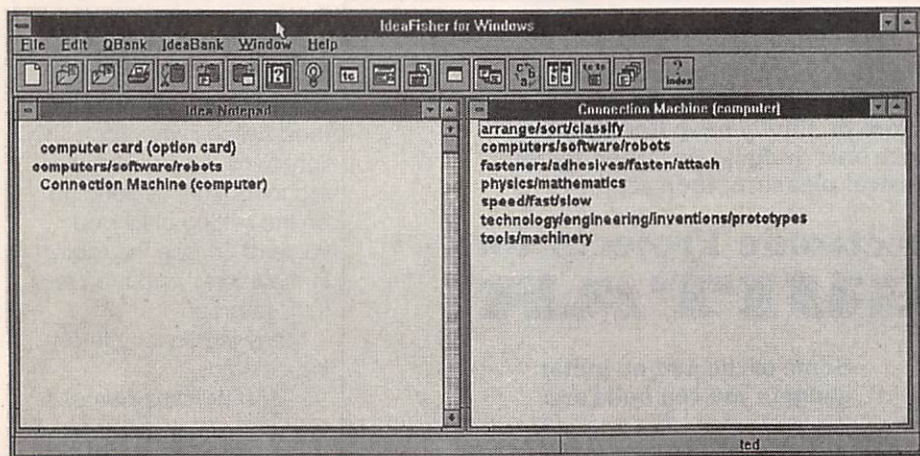 IdeaFisher for Windows
File Edit QBank IdeaBank Window Help
tc
?
Index
Idea Notepad
computer card (option card)
computers/software/robots
Connection Machine (computer)
Connection Machine (computer)
arrange/sort/classify
computers/software/robots
fasteners/adhesives/fasten/attach
physics/mathematics
speed/fast/slow
technology/engineering/inventions/prototypes
tools/machinery
ted